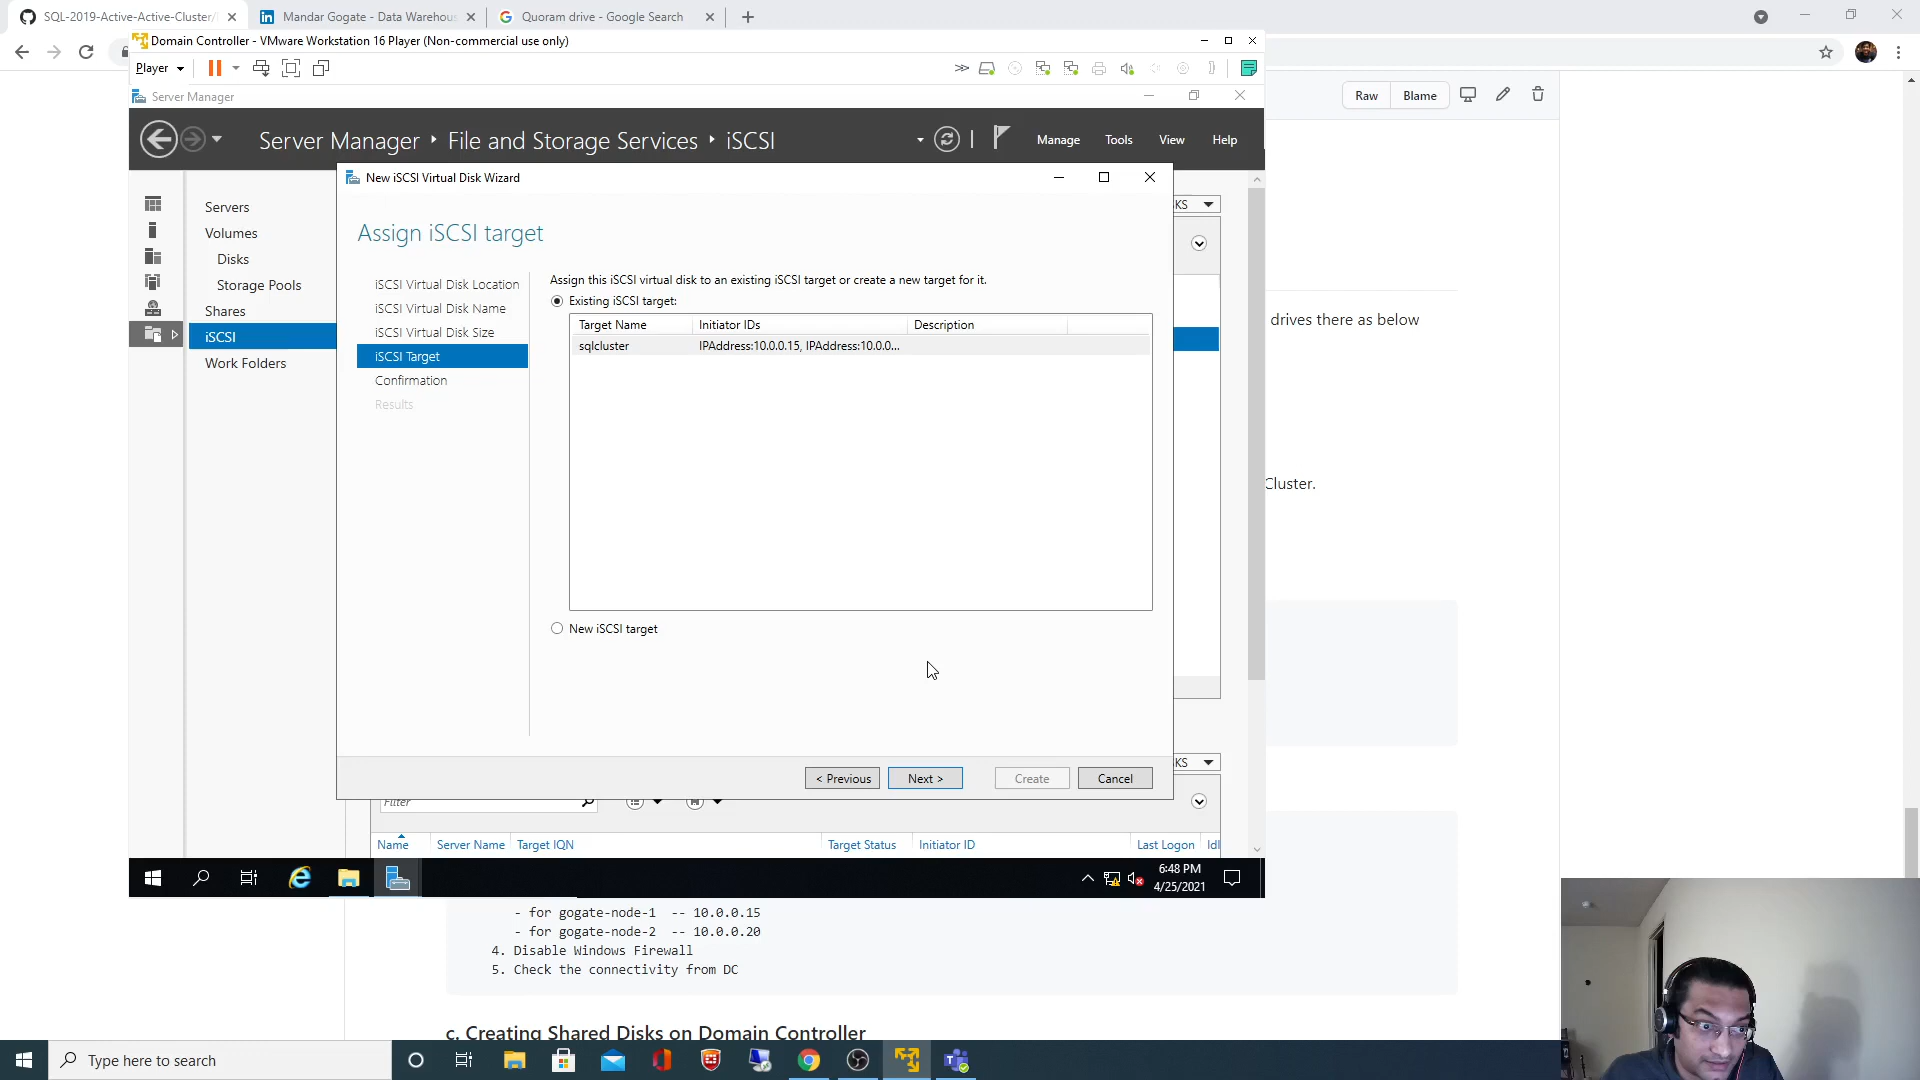 SQL-2019-Active-Active-Cluster/
Mandar Gogate - Data Warehous
Quoram drive - Google Search
Domain Controller - VMware Workstation 16 Player (Non-commercial use only)
Player
Server Manager
Raw
Blame
Server Manager
File and Storage Services
iSCSI
Manage
Tools
View
Help
New iSCSI Virtual Disk Wizard
Servers
Volumes
Disks
Storage Pools
Shares
iSCSI
Work Folders
KS
Assign iSCSI target
iSCSI Virtual Disk Location
iSCSI Virtual Disk Name
iSCSI Virtual Disk Size
iSCSI Target
Confirmation
Results
Assign this iSCSI virtual disk to an existing iSCSI target or create a new target for it.
Existing iSCSI target:
Target Name
Initiator IDs
Description
sqlcluster
IPAddress:10.0.0.15, IPAddress:10.0.0...
New iSCSI target
drives there as below
Cluster.
< Previous
Next >
Create
Cancel
KS
Filter
Name
Server Name
Target IQN
Target Status
Initiator ID
Last Logon
Idl
6:48 PM
4/25/2021
- for gogate-node-1 -- 10.0.0.15
- for gogate-node-2 -- 10.0.0.20
4. Disable Windows Firewall
5. Check the connectivity from DC
c. Creating Shared Disks on Domain Controller
Type here to search